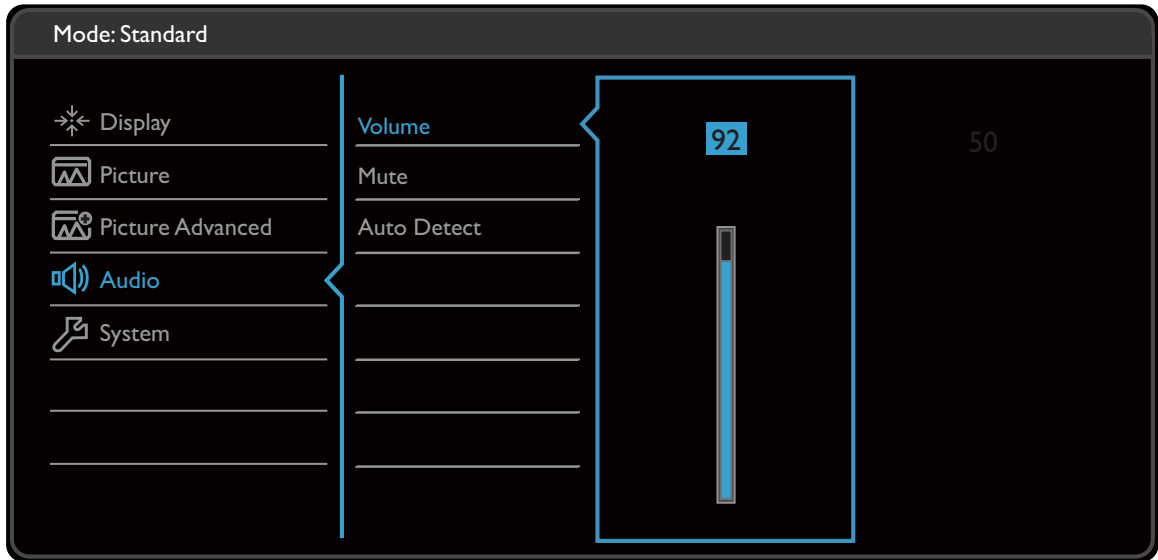 Mode: Standard
Display
Picture
Picture Advanced
Audio
System
Volume
Mute
Auto Detect
92
50